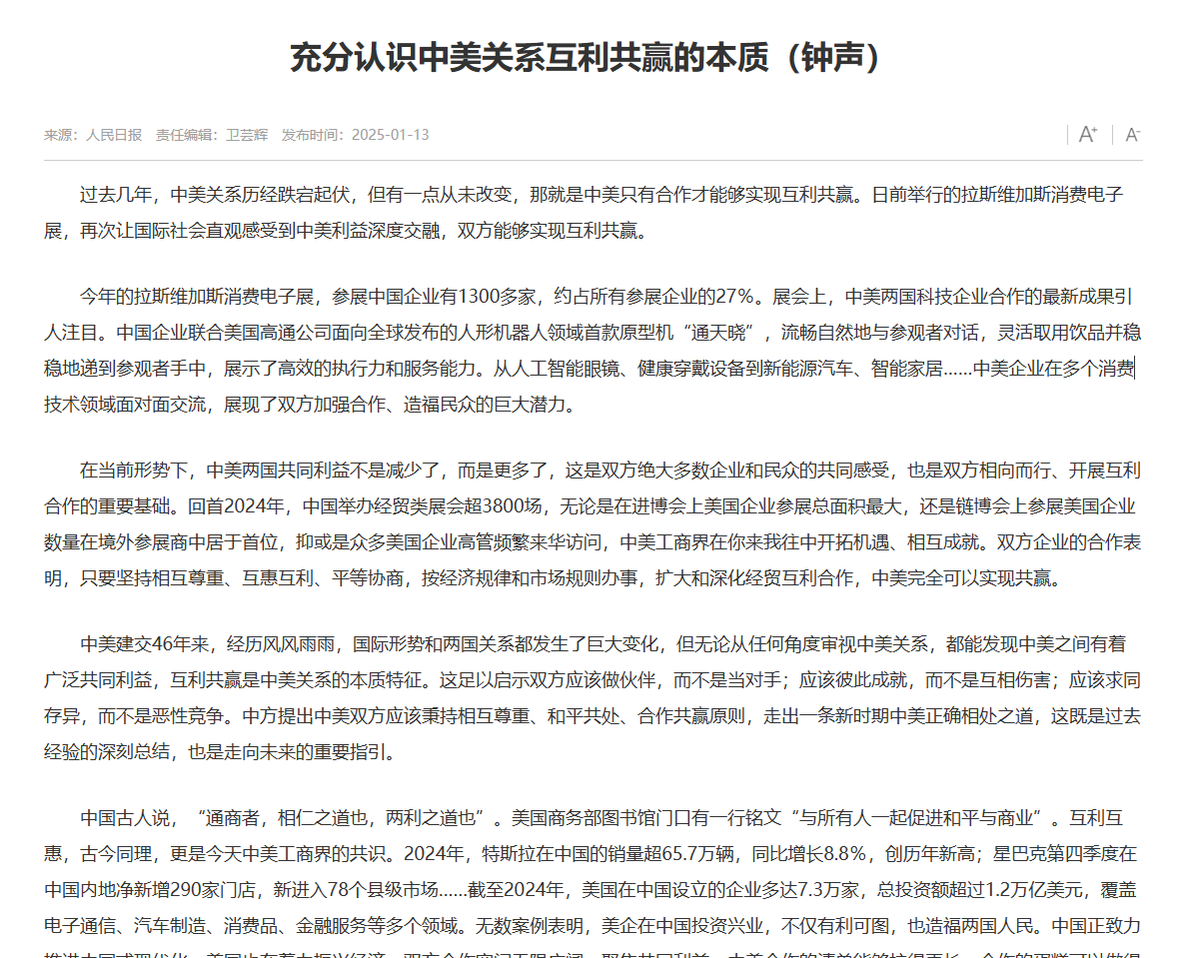 充分认识中美关系互利共赢的本质（钟声）
来源：人民日报 责任编辑：卫芸辉 发布时间：2025-01-13
A+ A-
过去几年，中美关系历经跌宕起伏，但有一点从未改变，那就是中美只有合作才能够实现互利共赢。日前举行的拉斯维加斯消费电子
展，再次让国际社会直观感受到中美利益深度交融，双方能够实现互利共赢。
今年的拉斯维加斯消费电子展，参展中国企业有1300多家，约占所有参展企业的27%。展会上，中美两国科技企业合作的最新成果引
人注目。中国企业联合美国高通公司面向全球发布的人形机器人领域首款原型机“通天晓”，流畅自然地与参观者对话，灵活取用饮品并稳
稳地递到参观者手中，展示了高效的执行力和服务能力。从人工智能眼镜、健康穿戴设备到新能源汽车、智能家居……中美企业在多个消费
技术领域面对面交流，展现了双方加强合作、造福民众的巨大潜力。
在当前形势下，中美两国共同利益不是减少了，而是更多了，这是双方绝大多数企业和民众的共同感受，也是双方相向而行、开展互利
合作的重要基础。回首2024年，中国举办经贸类展会超3800场，无论是在进博会上美国企业参展总面积最大，还是链博会上参展美国企业
数量在境外参展商中居于首位，抑或是众多美国企业高管频繁来华访问，中美工商界在你来我往中开拓机遇、相互成就。双方企业的合作表
明，只要坚持相互尊重、互惠互利、平等协商，按经济规律和市场规则办事，扩大和深化经贸互利合作，中美完全可以实现共赢。
中美建交46年来，经历风风雨雨，国际形势和两国关系都发生了巨大变化，但无论从任何角度审视中美关系，都能发现中美之间有着
广泛共同利益，互利共赢是中美关系的本质特征。这足以启示双方应该做伙伴，而不是当对手；应该彼此成就，而不是互相伤害；应该求同
存异，而不是恶性竞争。中方提出中美双方应该秉持相互尊重、和平共处、合作共赢原则，走出一条新时期中美正确相处之道，这既是过去
经验的深刻总结，也是走向未来的重要指引。
中国古人说，“通商者，相仁之道也，两利之道也”。美国商务部图书馆门口有一行铭文“与所有人一起促进和平与商业”。互利互
惠，古今同理，更是今天中美工商界的共识。2024年，特斯拉在中国的销量超65.7万辆，同比增长8.8%，创历年新高；星巴克第四季度在
中国内地净新增290家门店，新进入78个县级市场……截至2024年，美国在中国设立的企业多达7.3万家，总投资额超过1.2万亿美元，覆盖
电子通信、汽车制造、消费品、金融服务等多个领域。无数案例表明，美企在中国投资兴业，不仅有利可图，也造福两国人民。中国正致力